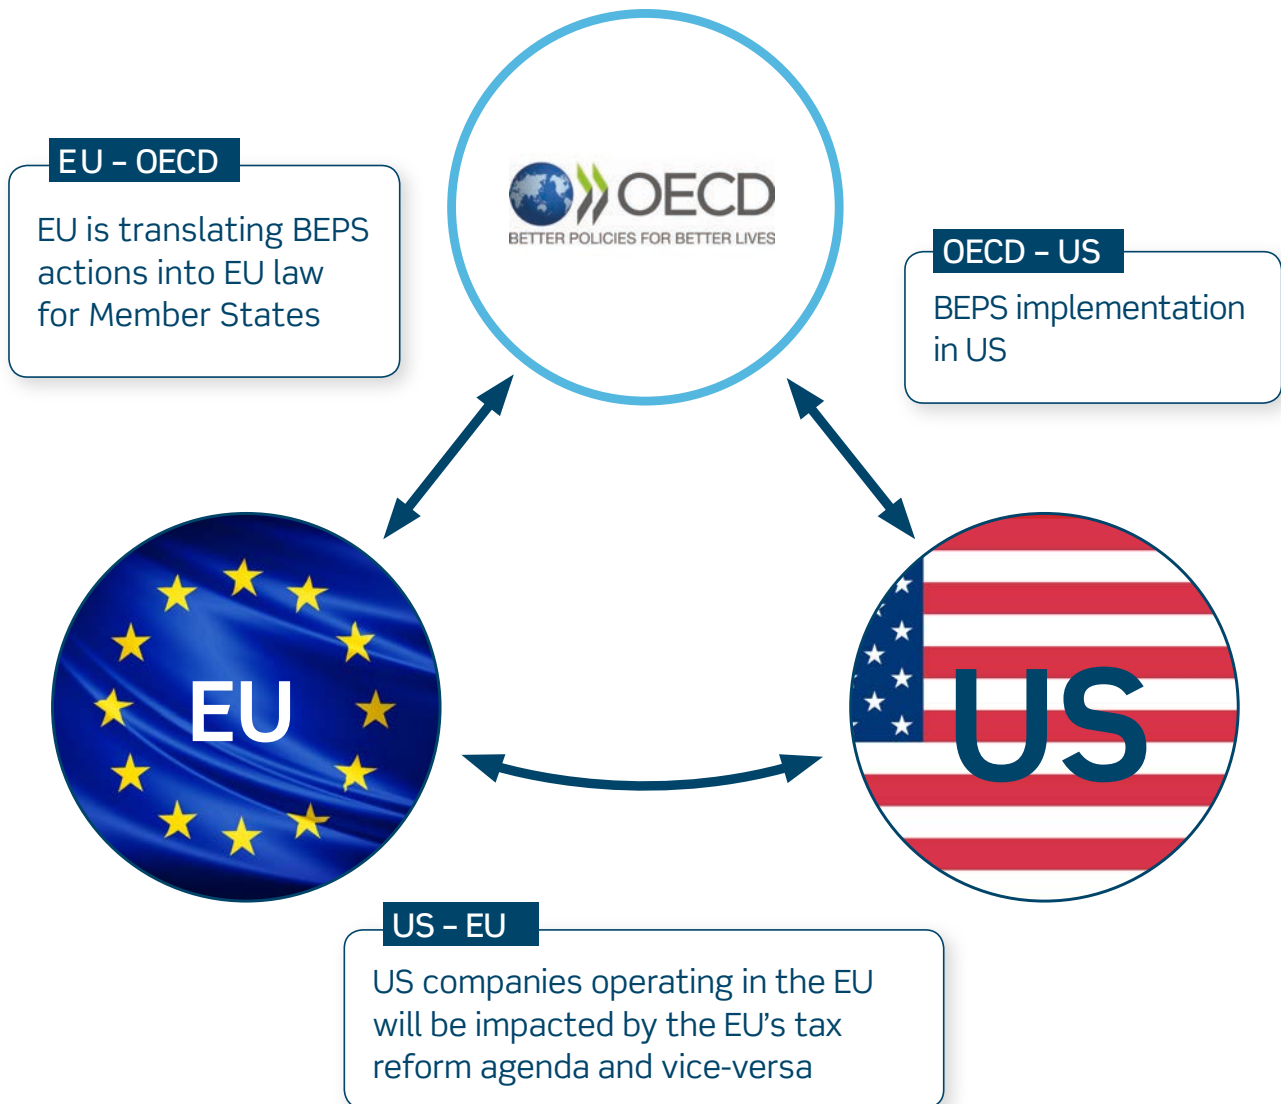 OECD
BETTER POLICIES FOR BETTER LIVES
EU – OECD
EU is translating BEPS
actions into EU law
for Member States
OECD – US
BEPS implementation
in US
EU
US
US – EU
US companies operating in the EU
will be impacted by the EU’s tax
reform agenda and vice-versa